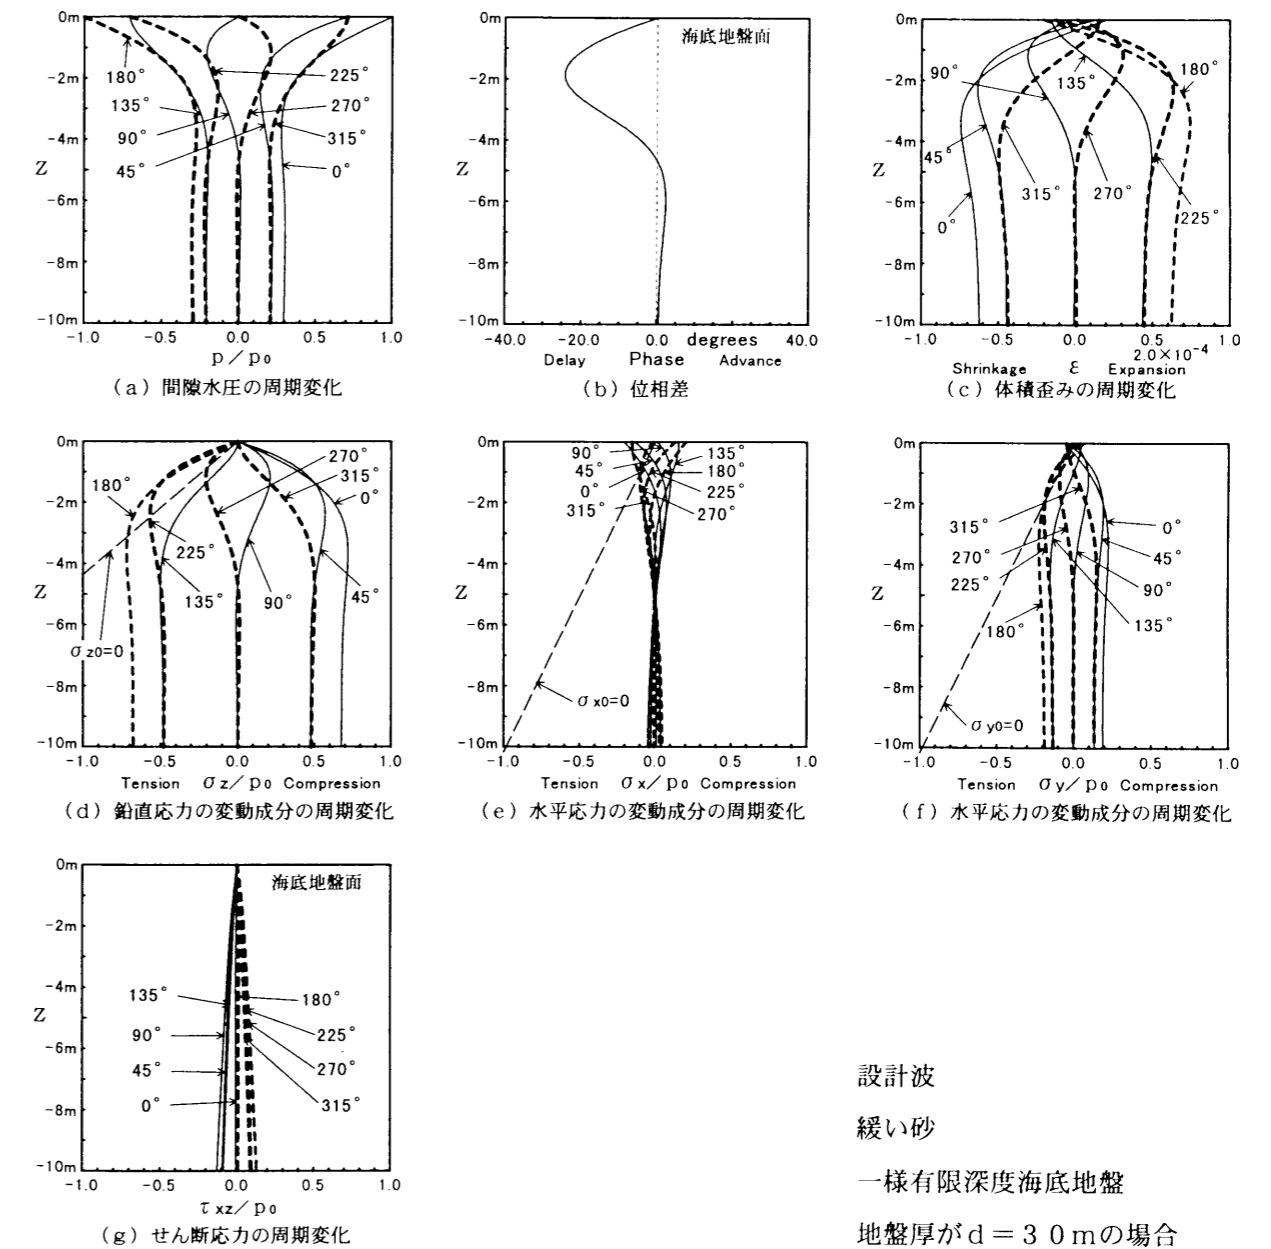 0m
-2m
-4m
Z
-6m
-8m
-10m
180°
135°
90°
45°
225°
270°
315°
0°
-1.0 -0.5 0.0 0.5 1.0
p／p₀
(a) 間隙水圧の周期変化
0m
-2m
-4m
Z
-6m
-8m
-10m
海底地盤面
-40.0 -20.0 0.0 degrees 40.0
Delay Phase Advance
(b) 位相差
0m
-2m
-4m
Z
-6m
-8m
-10m
90°
135°
180°
45°
315°
270°
0°
225°
-1.0 -0.5 0.0 0.5 1.0
2.0×10⁻⁴
Shrinkage ε Expansion
(c) 体積歪みの周期変化
0m
-2m
-4m
Z
-6m
-8m
-10m
270°
315°
180°
0°
225°
135°
90°
45°
σz0=0
-1.0 -0.5 0.0 0.5 1.0
Tension σz／p₀ Compression
(d) 鉛直応力の変動成分の周期変化
0m
-2m
-4m
Z
-6m
-8m
-10m
90°
135°
45°
180°
0°
225°
315°
270°
σx0=0
-1.0 -0.5 0.0 0.5 1.0
Tension σx／p₀ Compression
(e) 水平応力の変動成分の周期変化
0m
-2m
-4m
Z
-6m
-8m
-10m
315°
0°
270°
45°
225°
90°
180°
135°
σy0=0
-1.0 -0.5 0.0 0.5 1.0
Tension σy／p₀ Compression
(f) 水平応力の変動成分の周期変化
0m
-2m
-4m
Z
-6m
-8m
-10m
海底地盤面
135°
180°
90°
225°
45°
270°
0°
315°
-1.0 -0.5 0.0 0.5 1.0
τxz／p₀
(g) せん断応力の周期変化
設計波
緩い砂
一様有限深度海底地盤
地盤厚がd＝30mの場合